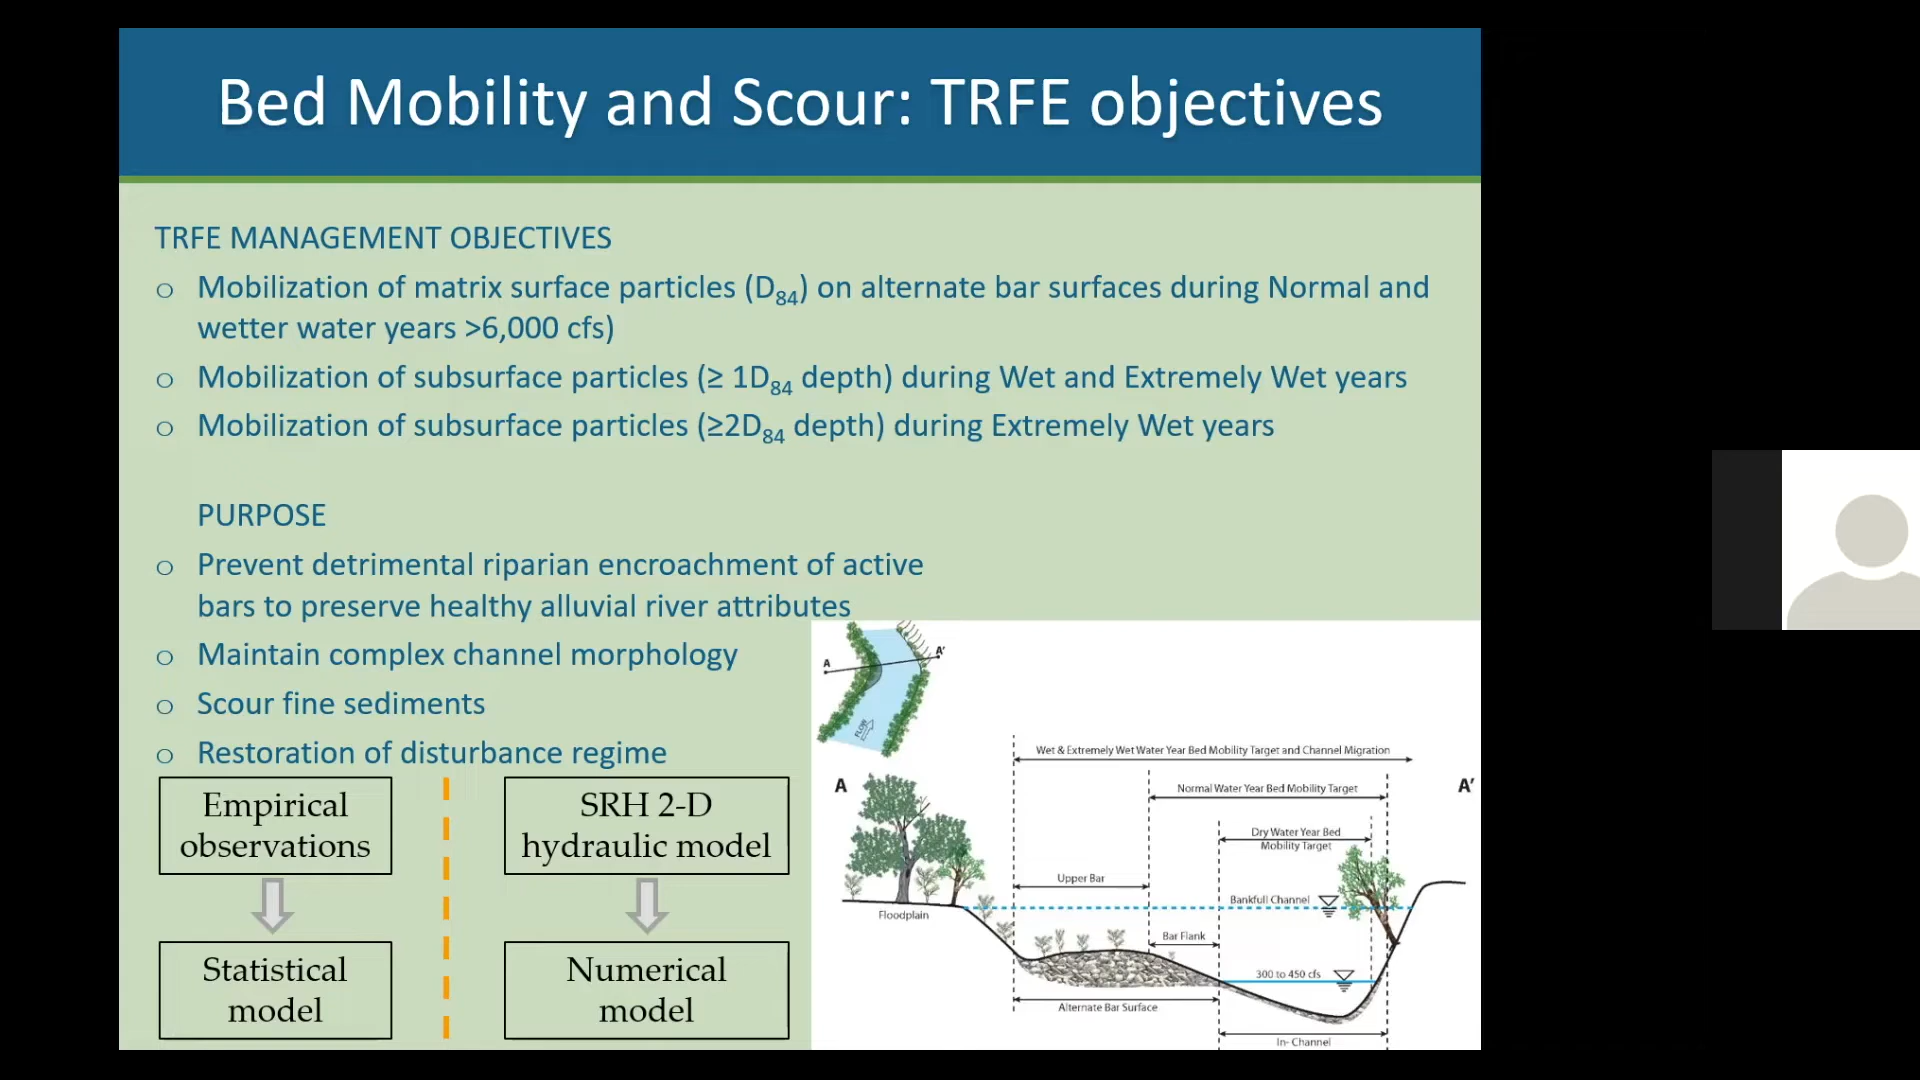 Bed Mobility and Scour: TRFE objectives
TRFE MANAGEMENT OBJECTIVES
o Mobilization of matrix surface particles (D84) on alternate bar surfaces during Normal and
wetter water years >6,000 cfs)
o Mobilization of subsurface particles (≥ 1D84 depth) during Wet and Extremely Wet years
o Mobilization of subsurface particles (≥2D84 depth) during Extremely Wet years
PURPOSE
o Prevent detrimental riparian encroachment of active
bars to preserve healthy alluvial river attributes
o Maintain complex channel morphology
o Scour fine sediments
o Restoration of disturbance regime
Empirical
observations
Statistical
model
SRH 2-D
hydraulic model
Numerical
model
A
A'
FLOW
A
A'
Wet & Extremely Wet Water Year Bed Mobility Target and Channel Migration
Normal Water Year Bed Mobility Target
Dry Water Year Bed
Mobility Target
Upper Bar
Bankfull Channel
Floodplain
Bar Flank
300 to 450 cfs
Alternate Bar Surface
In- Channel